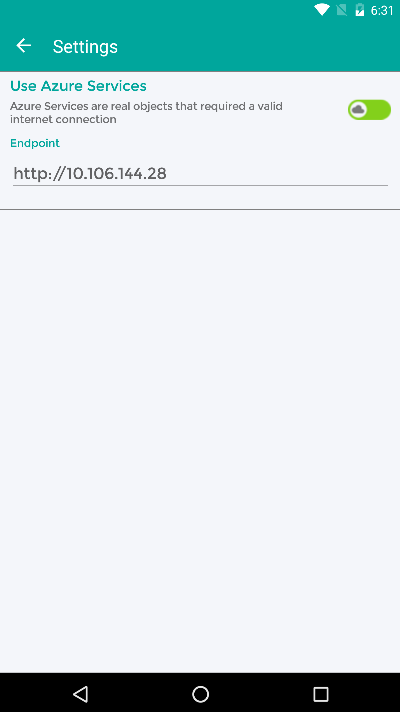 6:31
Settings
Use Azure Services
Azure Services are real objects that required a valid
internet connection
Endpoint
http://10.106.144.28